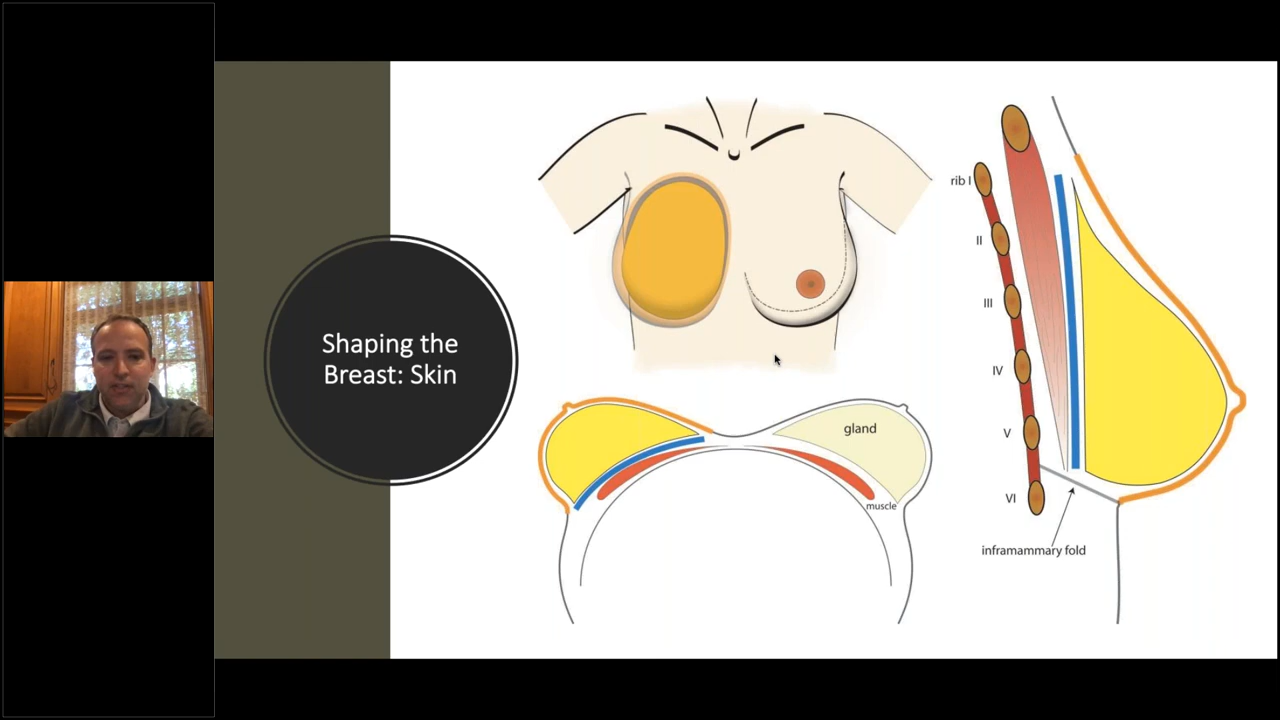 Shaping the
Breast: Skin
rib I
II
III
IV
V
VI
inframammary fold
gland
muscle